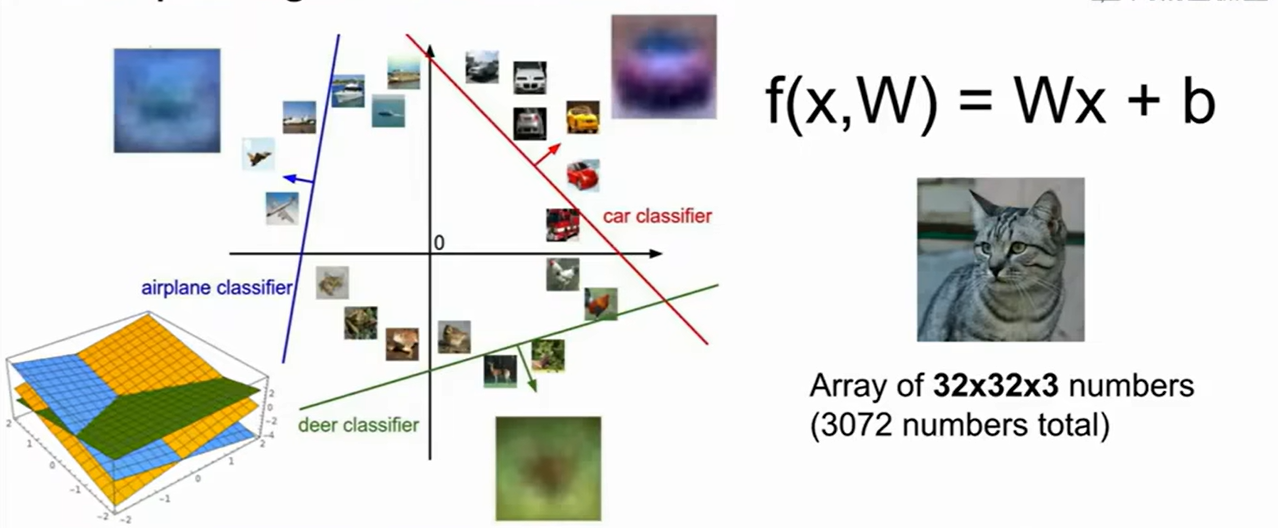 f(x,W) = Wx + b
0
car classifier
airplane classifier
deer classifier
2
0
-2
-4
2
1
0
-1
-2
-2
-1
0
1
2
Array of 32x32x3 numbers
(3072 numbers total)